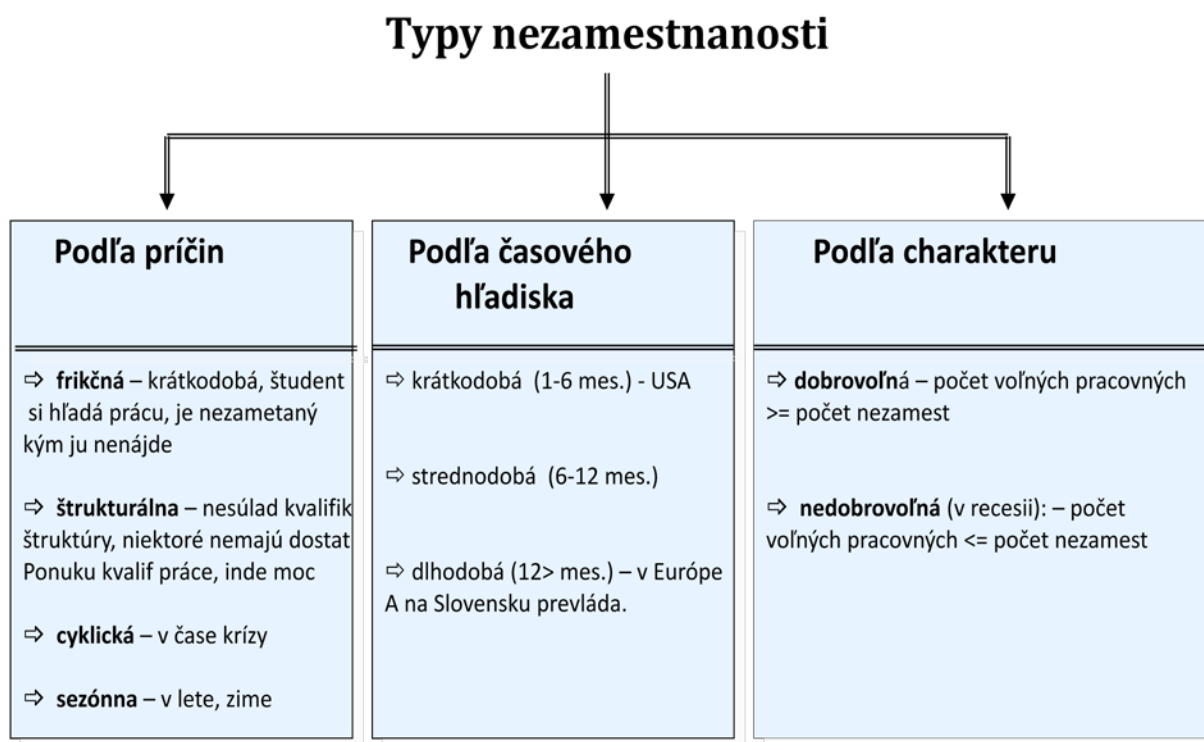 Typy nezamestnanosti
Podľa príčin
⇨ frikčná – krátkodobá, študent
si hľadá prácu, je nezametaný
kým ju nenájde
⇨ štrukturálna – nesúlad kvalifik
štruktúry, niektoré nemajú dostat
Ponuku kvalif práce, inde moc
⇨ cyklická – v čase krízy
⇨ sezónna – v lete, zime
Podľa časového
hľadiska
⇨ krátkodobá (1-6 mes.) - USA
⇨ strednodobá (6-12 mes.)
⇨ dlhodobá (12> mes.) – v Európe
A na Slovensku prevláda.
Podľa charakteru
⇨ dobrovoľná – počet voľných pracovných
>= počet nezamest
⇨ nedobrovoľná (v recesii): – počet
voľných pracovných <= počet nezamest